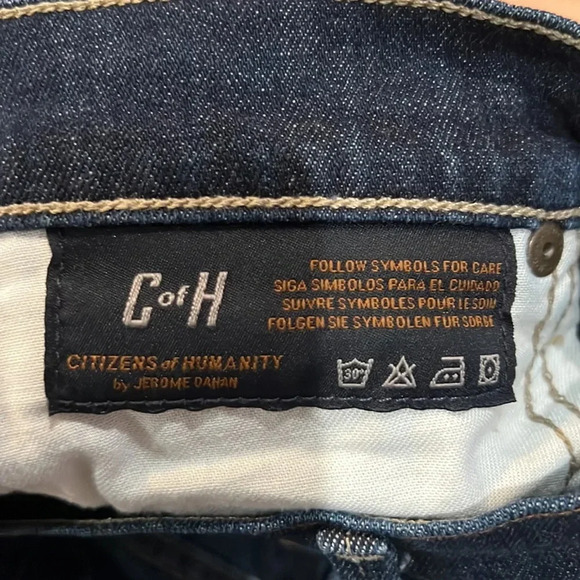 C of H
CITIZENS of HUMANITY
by JEROME DAHAN
FOLLOW SYMBOLS FOR CARE
SIGA SIMBOLOS PARA EL CUIDADO
SUIVRE SYMBOLES POUR LE SOIN
FOLGEN SIE SYMBOLEN FUR SORGE
30°